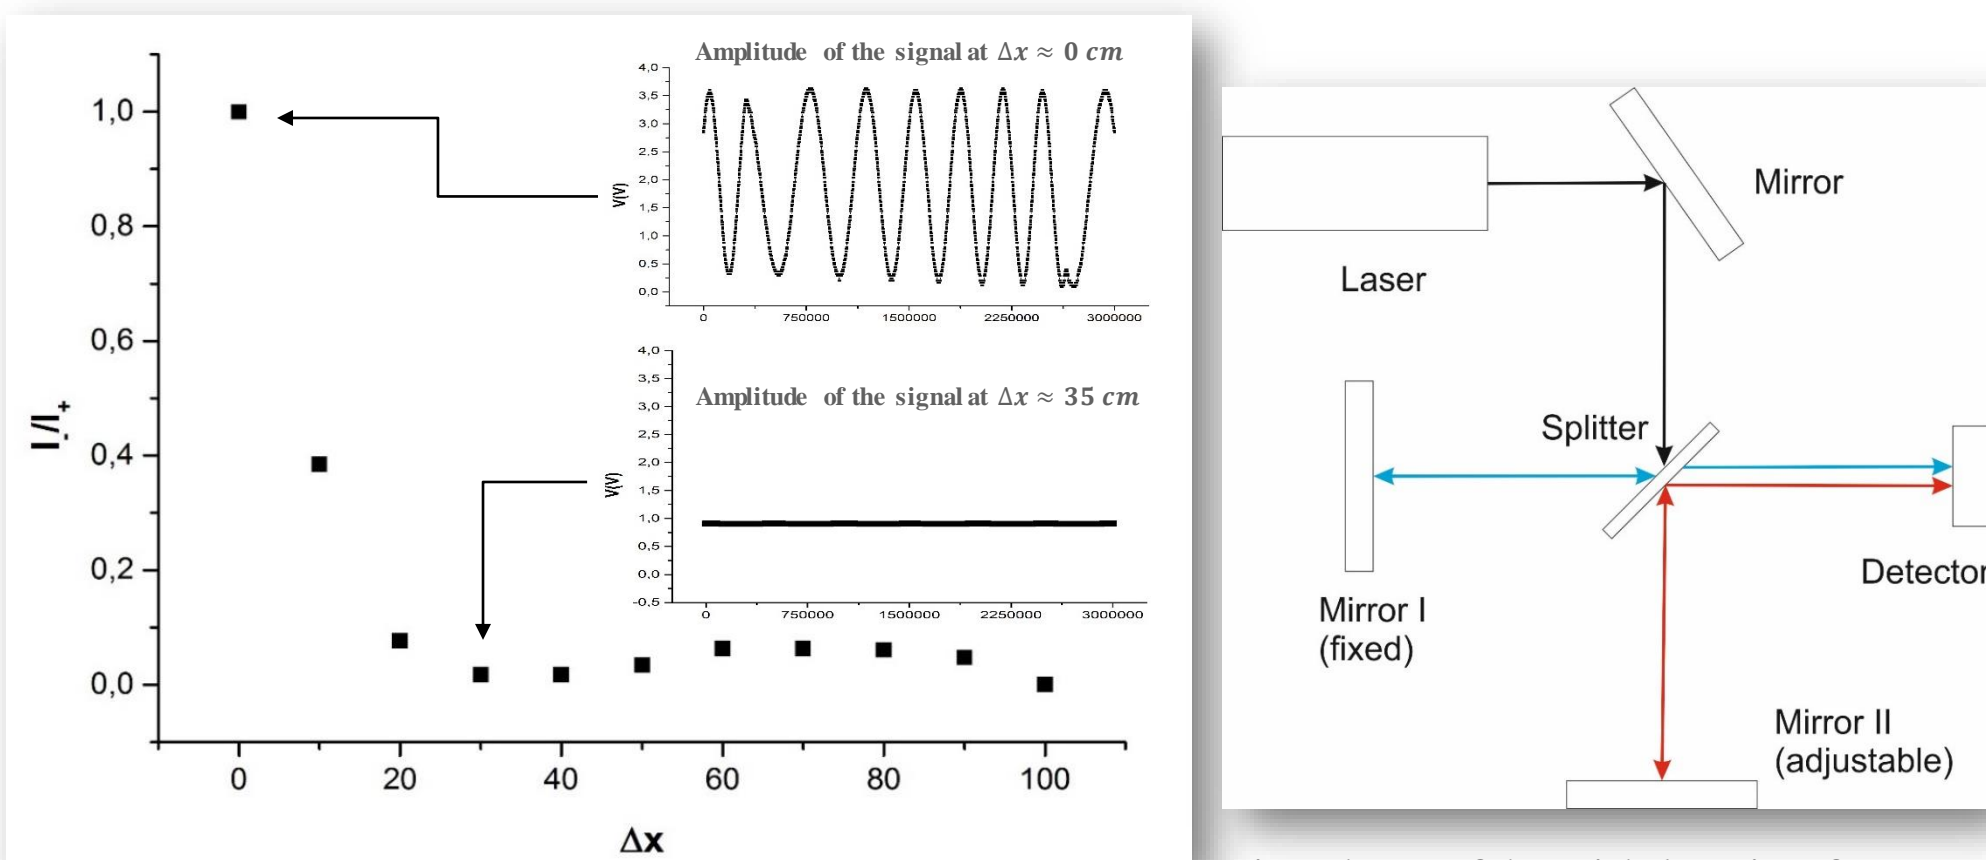 Amplitude of the signal at Δx ≈ 0 cm
4,0
3,5
3,0
2,5
2,0
1,5
1,0
0,5
0,0
V(V)
0 750000 1500000 2250000 3000000
4,0
3,5
3,0
2,5
2,0
1,5
1,0
0,5
0,0
-0,5
V(V)
Amplitude of the signal at Δx ≈ 35 cm
0 750000 1500000 2250000 3000000
1,0
0,8
0,6
0,4
0,2
0,0
I-/I+
0 20 40 60 80 100
Δx
Mirror
Laser
Splitter
Detector
Mirror I
(fixed)
Mirror II
(adjustable)